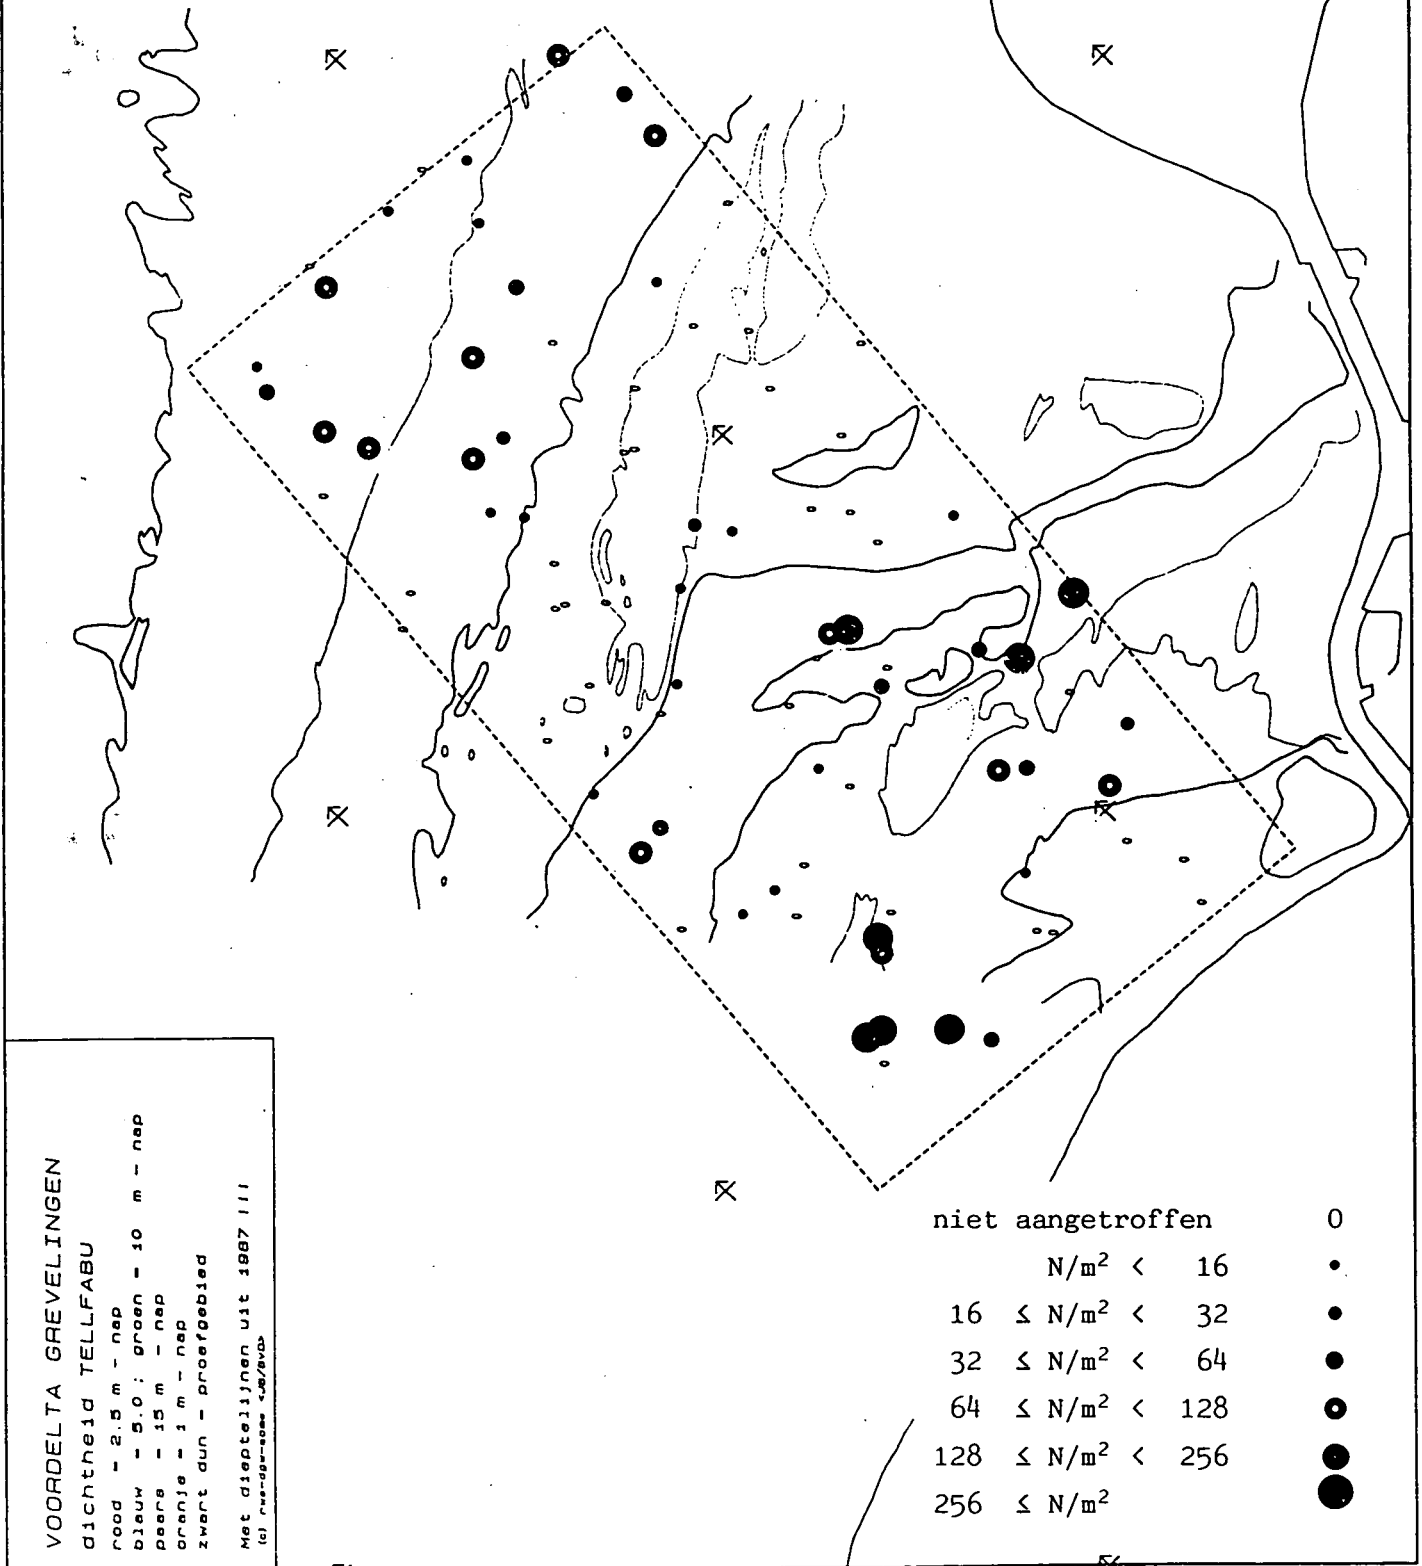 VOORDELTA GREVELINGEN
dichtheid TELLFABU
rood = 2.5 m - nap
blauw = 5.0 ; groen = 10 m - nap
paars = 15 m - nap
oranje = 1 m - nap
zwart dun = proefgebied
Met dieptelijnen uit 1987 !!!
niet aangetroffen 0
N/m² < 16
16 ≤ N/m² < 32
32 ≤ N/m² < 64
64 ≤ N/m² < 128
128 ≤ N/m² < 256
256 ≤ N/m²